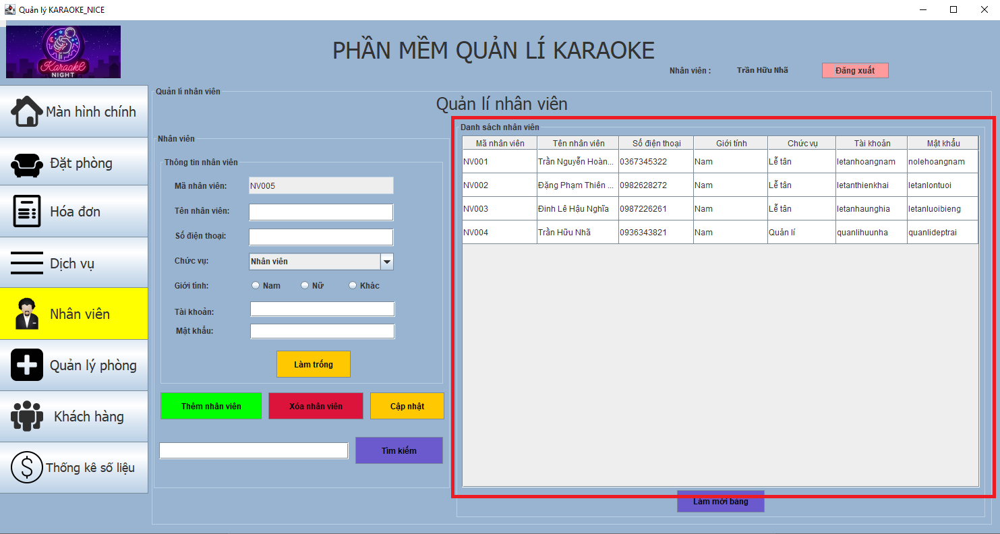 Quản lý KARAOKE_NICE
Karaoke
NIGHT
PHẦN MỀM QUẢN LÍ KARAOKE
Nhân viên : Trần Hữu Nhã Đăng xuất
Màn hình chính
Đặt phòng
Hóa đơn
Dịch vụ
Nhân viên
Quản lý phòng
Khách hàng
Thống kê số liệu
Quản lí nhân viên
Quản lí nhân viên
Nhân viên
Thông tin nhân viên
Mã nhân viên: NV005
Tên nhân viên:
Số điện thoại:
Chức vụ: Nhân viên
Giới tính: Nam Nữ Khác
Tài khoản:
Mật khẩu:
Làm trống
Thêm nhân viên Xóa nhân viên Cập nhật
Tìm kiếm
Danh sách nhân viên
Mã nhân viên Tên nhân viên Số điện thoại Giới tính Chức vụ Tài khoản Mật khẩu
NV001 Trần Nguyễn Hoàn... 0367345322 Nam Lễ tân letanhoangnam nolehoangnam
NV002 Đặng Phạm Thiên ... 0982628272 Nam Lễ tân letanthienkhai letanlontuoi
NV003 Đinh Lê Hậu Nghĩa 0987226261 Nam Lễ tân letanhaunghia letanluoibieng
NV004 Trần Hữu Nhã 0936343821 Nam Quản lí quanlihuunha quanlideptrai
Làm mới bảng